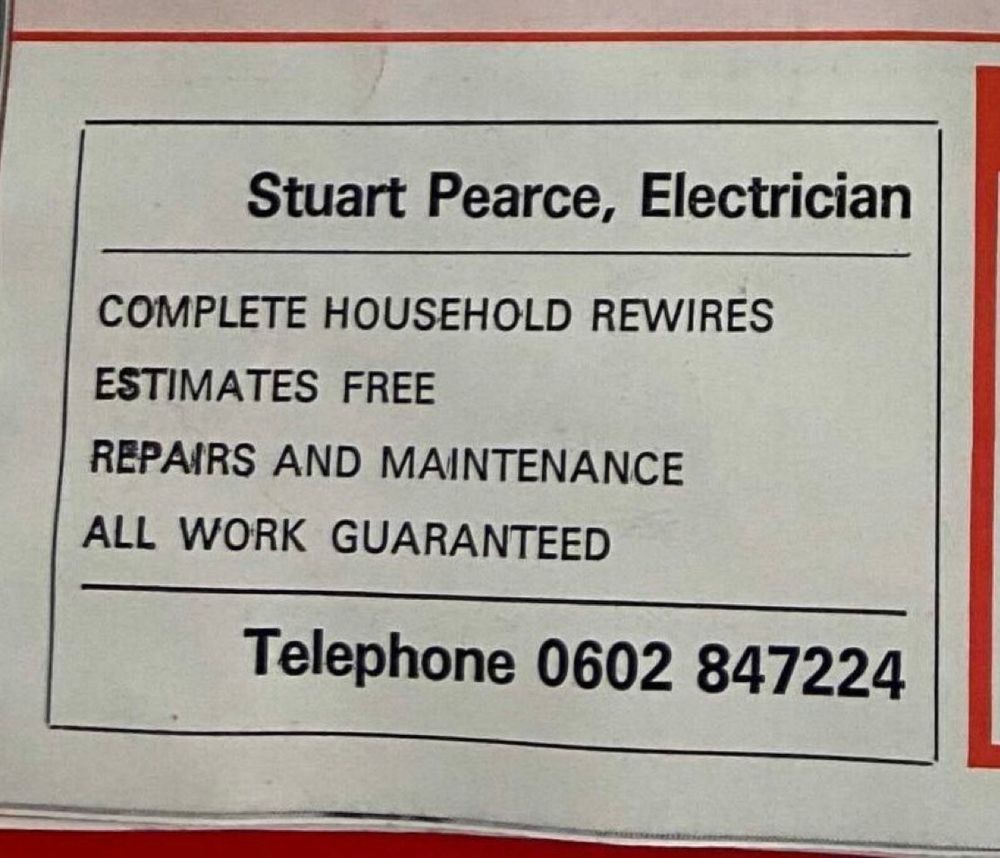 Stuart Pearce, Electrician
COMPLETE HOUSEHOLD REWIRES
ESTIMATES FREE
REPAIRS AND MAINTENANCE
ALL WORK GUARANTEED
Telephone 0602 847224